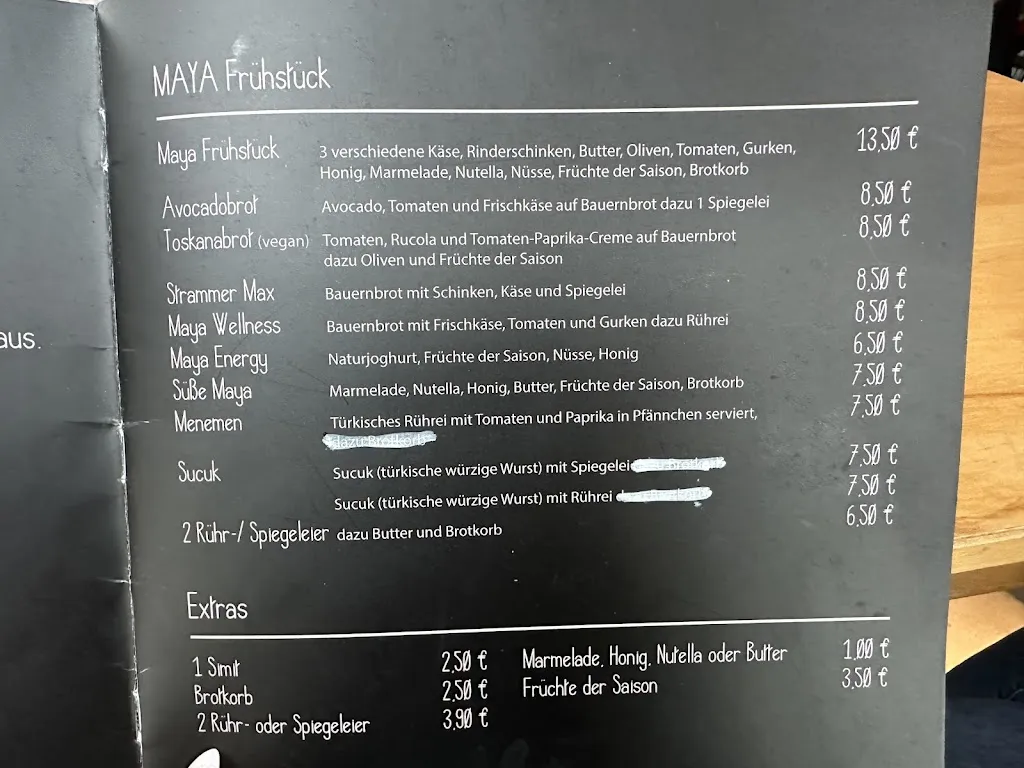 aus.
MAYA Frühstück
Maya Frühstück 3 verschiedene Käse, Rinderschinken, Butter, Oliven, Tomaten, Gurken, 13,50 €
Honig, Marmelade, Nutella, Nüsse, Früchte der Saison, Brotkorb
Avocadobrot Avocado, Tomaten und Frischkäse auf Bauernbrot dazu 1 Spiegelei 8,50 €
Toskanabrot (vegan) Tomaten, Rucola und Tomaten-Paprika-Creme auf Bauernbrot 8,50 €
dazu Oliven und Früchte der Saison
Strammer Max Bauernbrot mit Schinken, Käse und Spiegelei 8,50 €
Maya Wellness Bauernbrot mit Frischkäse, Tomaten und Gurken dazu Rührei 8,50 €
Maya Energy Naturjoghurt, Früchte der Saison, Nüsse, Honig 6,50 €
Süße Maya Marmelade, Nutella, Honig, Butter, Früchte der Saison, Brotkorb 7,50 €
Menemen Türkisches Rührei mit Tomaten und Paprika in Pfännchen serviert, 7,50 €
dazu Brotkorb
Sucuk Sucuk (türkische würzige Wurst) mit Spiegelei 7,50 €
Sucuk (türkische würzige Wurst) mit Rührei 7,50 €
2 Rühr-/ Spiegeleier dazu Butter und Brotkorb 6,50 €
Extras
1 Simit 2,50 € Marmelade, Honig, Nutella oder Butter 1,00 €
Brotkorb 2,50 € Früchte der Saison 3,50 €
2 Rühr- oder Spiegeleier 3,90 €